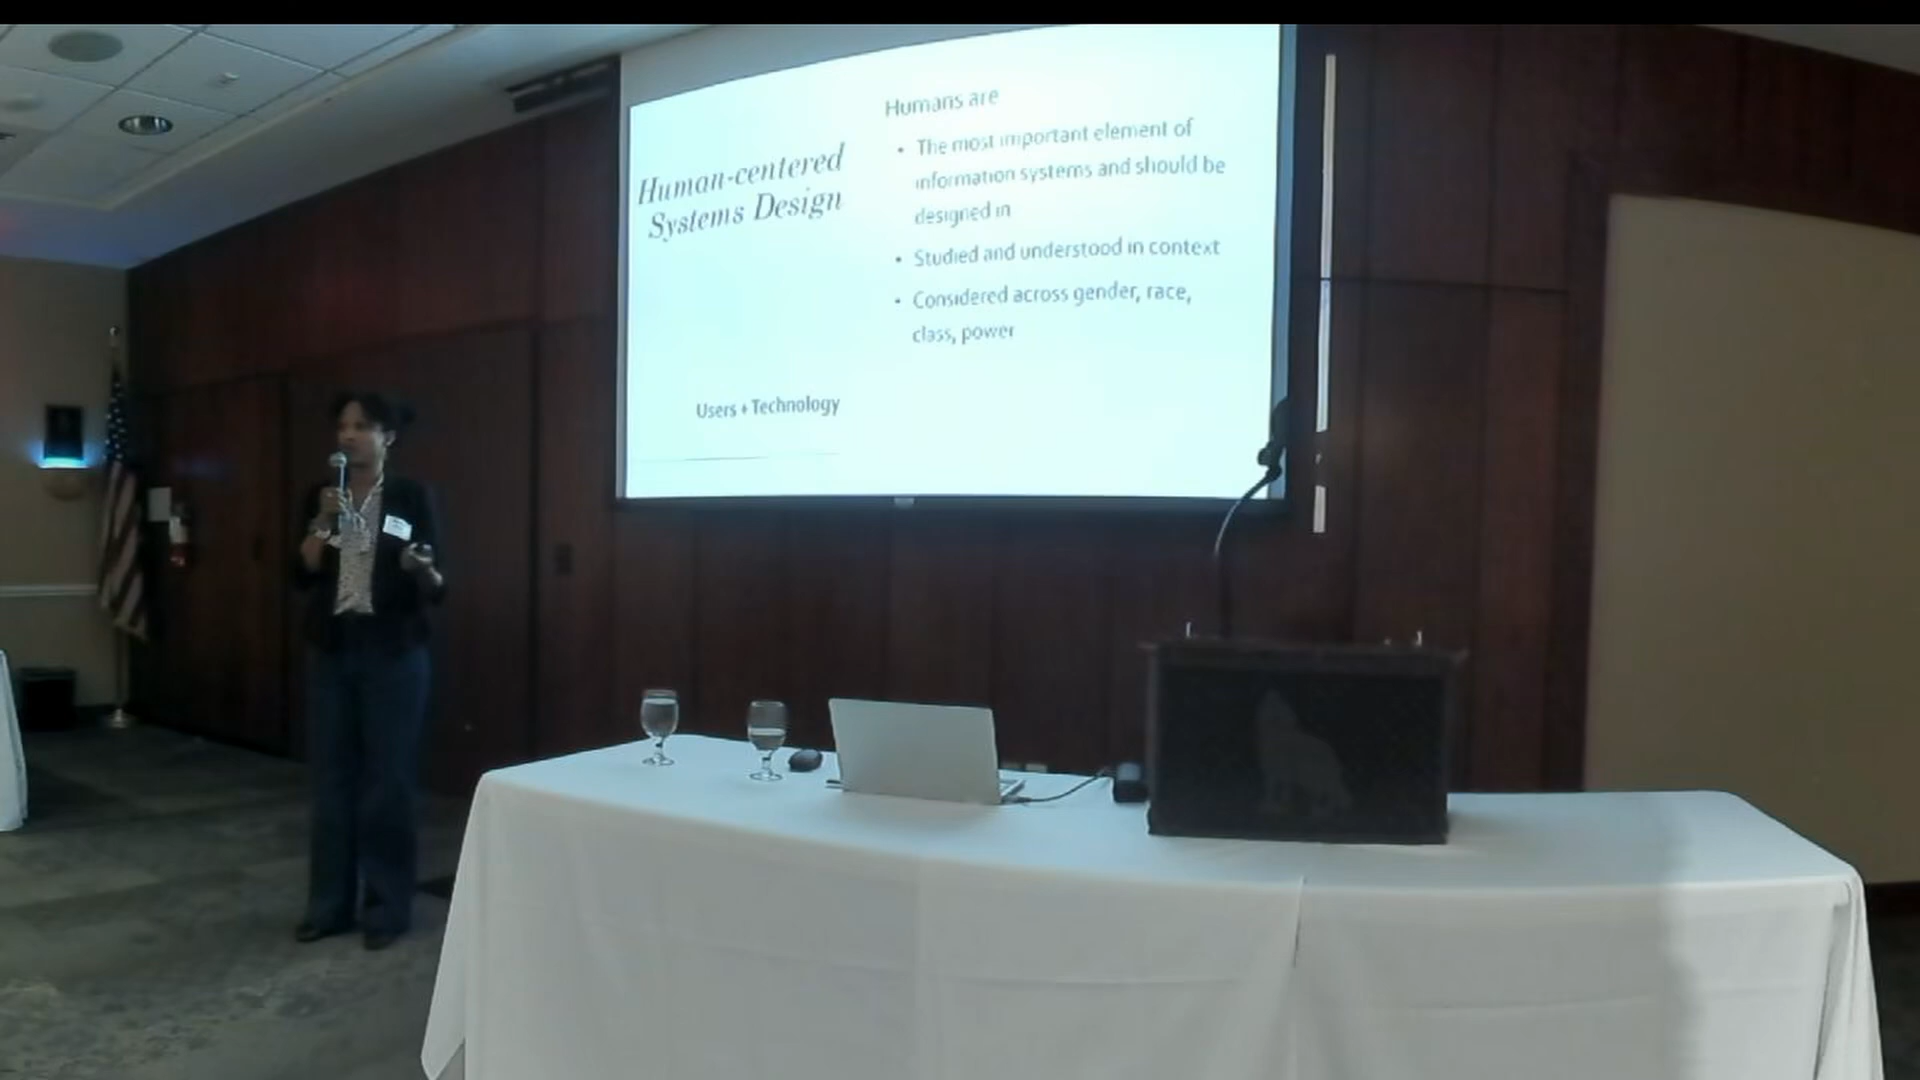 Human-centered
Systems Design
Users + Technology
Humans are
• The most important element of
information systems and should be
designed in
• Studied and understood in context
• Considered across gender, race,
class, power